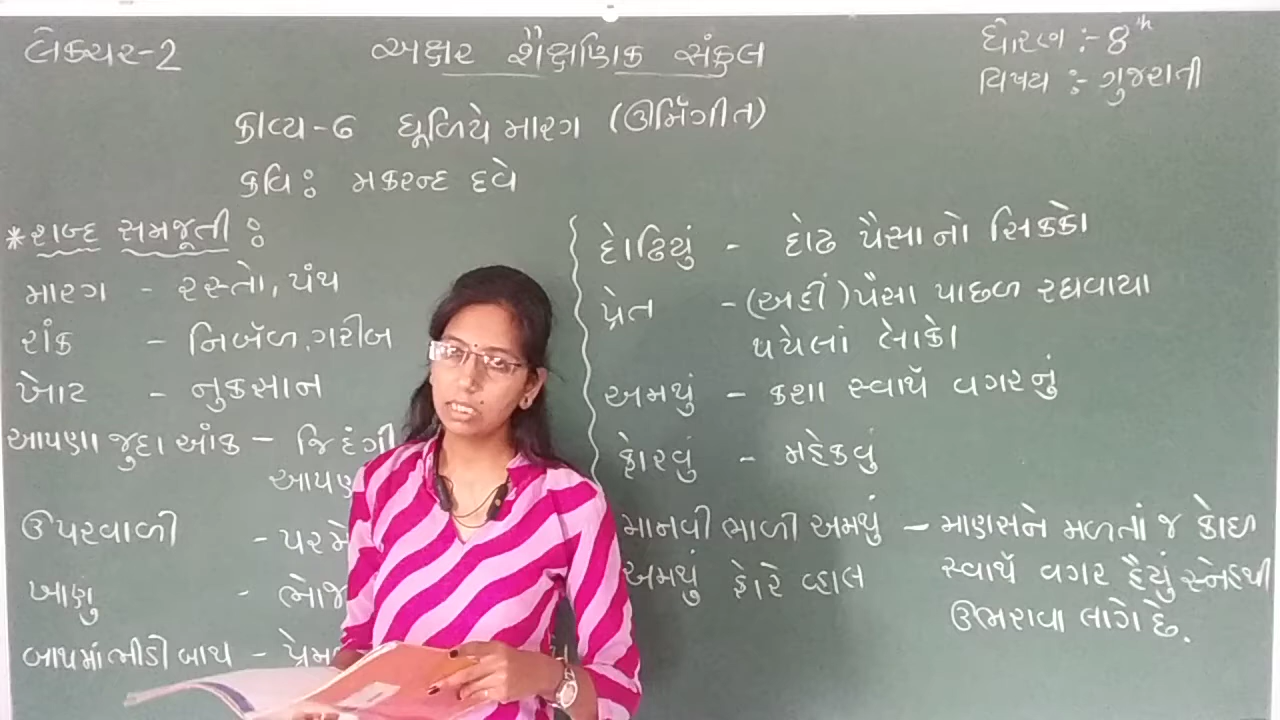 લેક્ચર-2
અક્ષર શૈક્ષણિક સંકુલ
ધોરણ :- 8th
વિષય :- ગુજરાતી
કાવ્ય-6 ધૂળિયે મારગ (ઊર્મિગીત)
કવિ: મકરન્દ દવે
*શબ્દ સમજૂતી :
મારગ - રસ્તો, પંથ
રાંક - નિર્બળ, ગરીબ
ખોટ - નુકસાન
આપણા જુદા આંક - જિંદગી
આપણ
ઉપરવાળી - પરમે
ખાણુ - ભોજ
બાથમાં ભીડી બાથ - પ્રેમ
દોઢિયું - દોઢ પૈસાનો સિક્કો
પ્રેત - (અહીં) પૈસા પાછળ રઘવાયા
થયેલાં લોકો
અમથું - કશા સ્વાર્થ વગરનું
ફોરવું - મહેકવું
માનવી ભાળી અમથું - માણસને મળતાં જ કોઈ
અમથું ફોરે વ્હાલ સ્વાર્થ વગર હૈયું સ્નેહથી
ઉભરાવા લાગે છે.